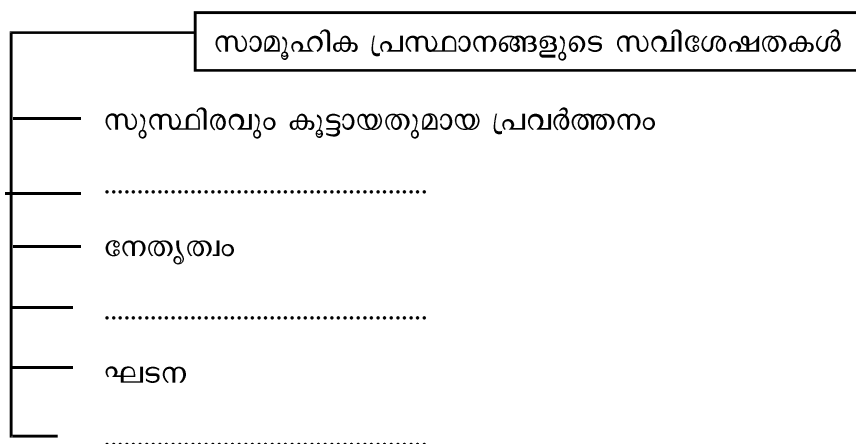 സാമൂഹിക പ്രസ്ഥാനങ്ങളുടെ സവിശേഷതകൾ
സുസ്ഥിരവും കൂട്ടായതുമായ പ്രവർത്തനം
.................................................
നേതൃത്വം
.................................................
ഘടന
.................................................